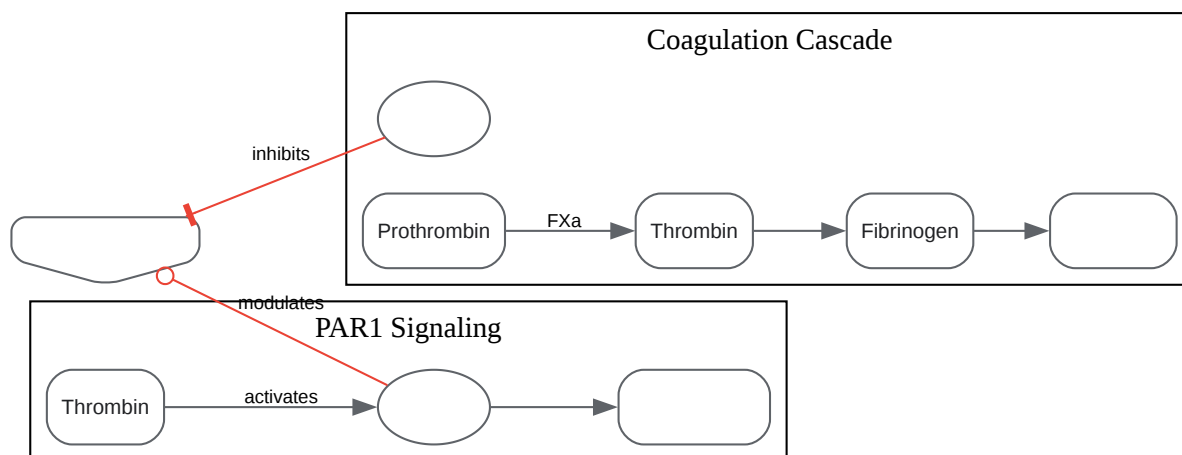 Coagulation Cascade
inhibits
Prothrombin
FXa
Thrombin
Fibrinogen
modulates
PAR1 Signaling
Thrombin
activates